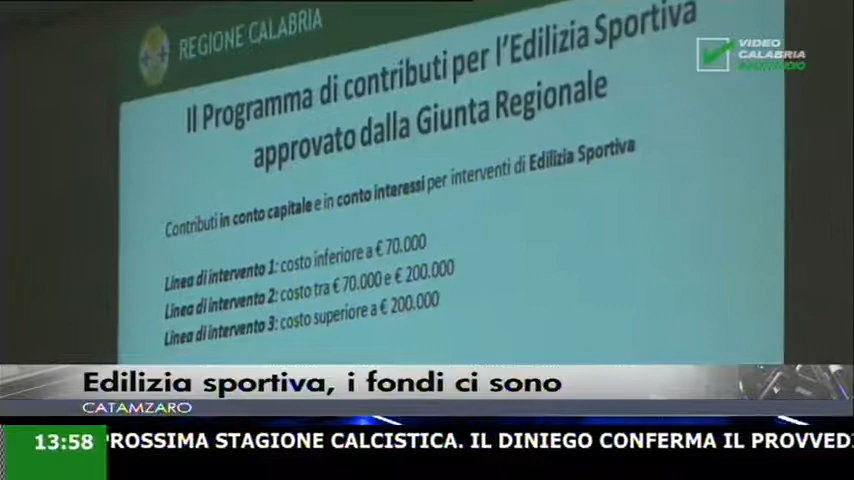 REGIONE CALABRIA
VIDEO
CALABRIA
Il Programma di contributi per l'Edilizia Sportiva
approvato dalla Giunta Regionale
Contributi in conto capitale e in conto interessi per interventi di Edilizia Sportiva
Linea di intervento 1: costo inferiore a € 70.000
Linea di intervento 2: costo tra € 70.000 e € 200.000
Linea di intervento 3: costo superiore a € 200.000
Edilizia sportiva, i fondi ci sono
CATAMZARO
13:58 PROSSIMA STAGIONE CALCISTICA. IL DINIEGO CONFERMA IL PROVVED